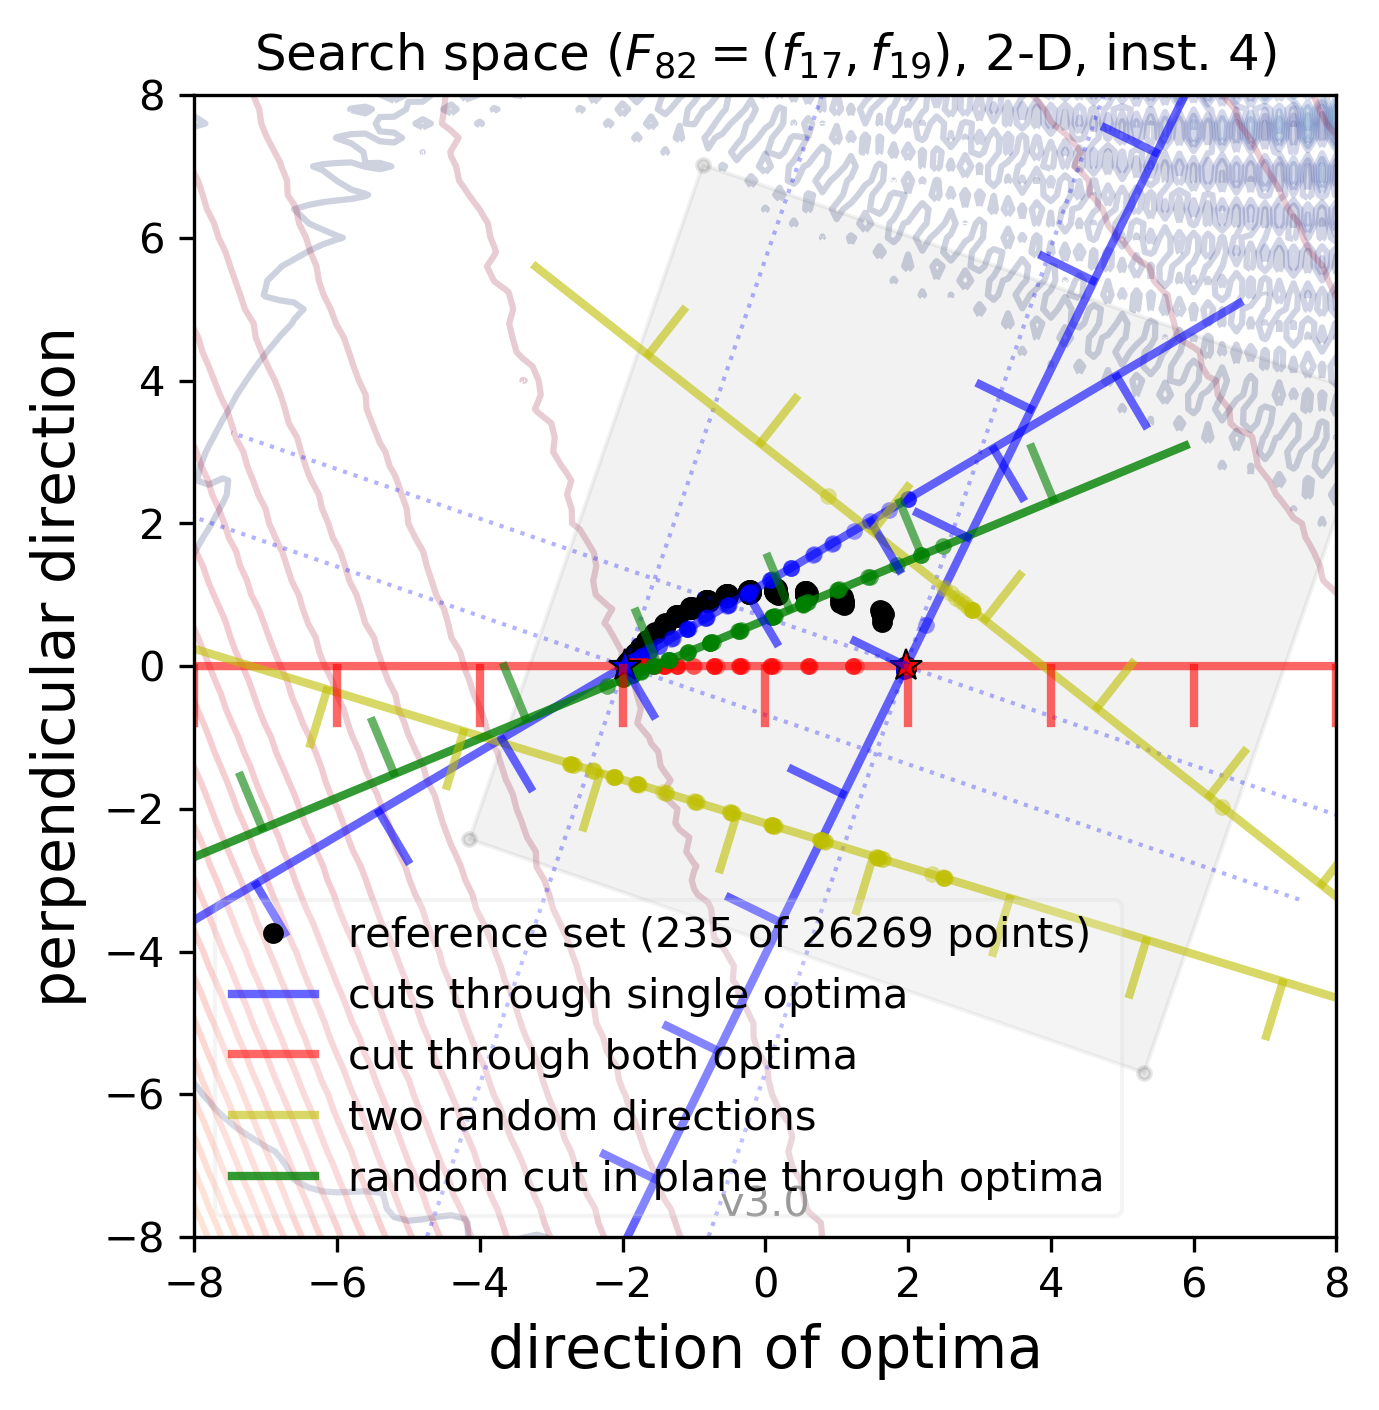 Search space (F82 = (f17, f19), 2-D, inst. 4)
8
6
4
2
0
−2
−4
−6
−8
perpendicular direction
reference set (235 of 26269 points)
cuts through single optima
cut through both optima
two random directions
random cut in plane through optima
v3.0
−8 −6 −4 −2 0 2 4 6 8
direction of optima